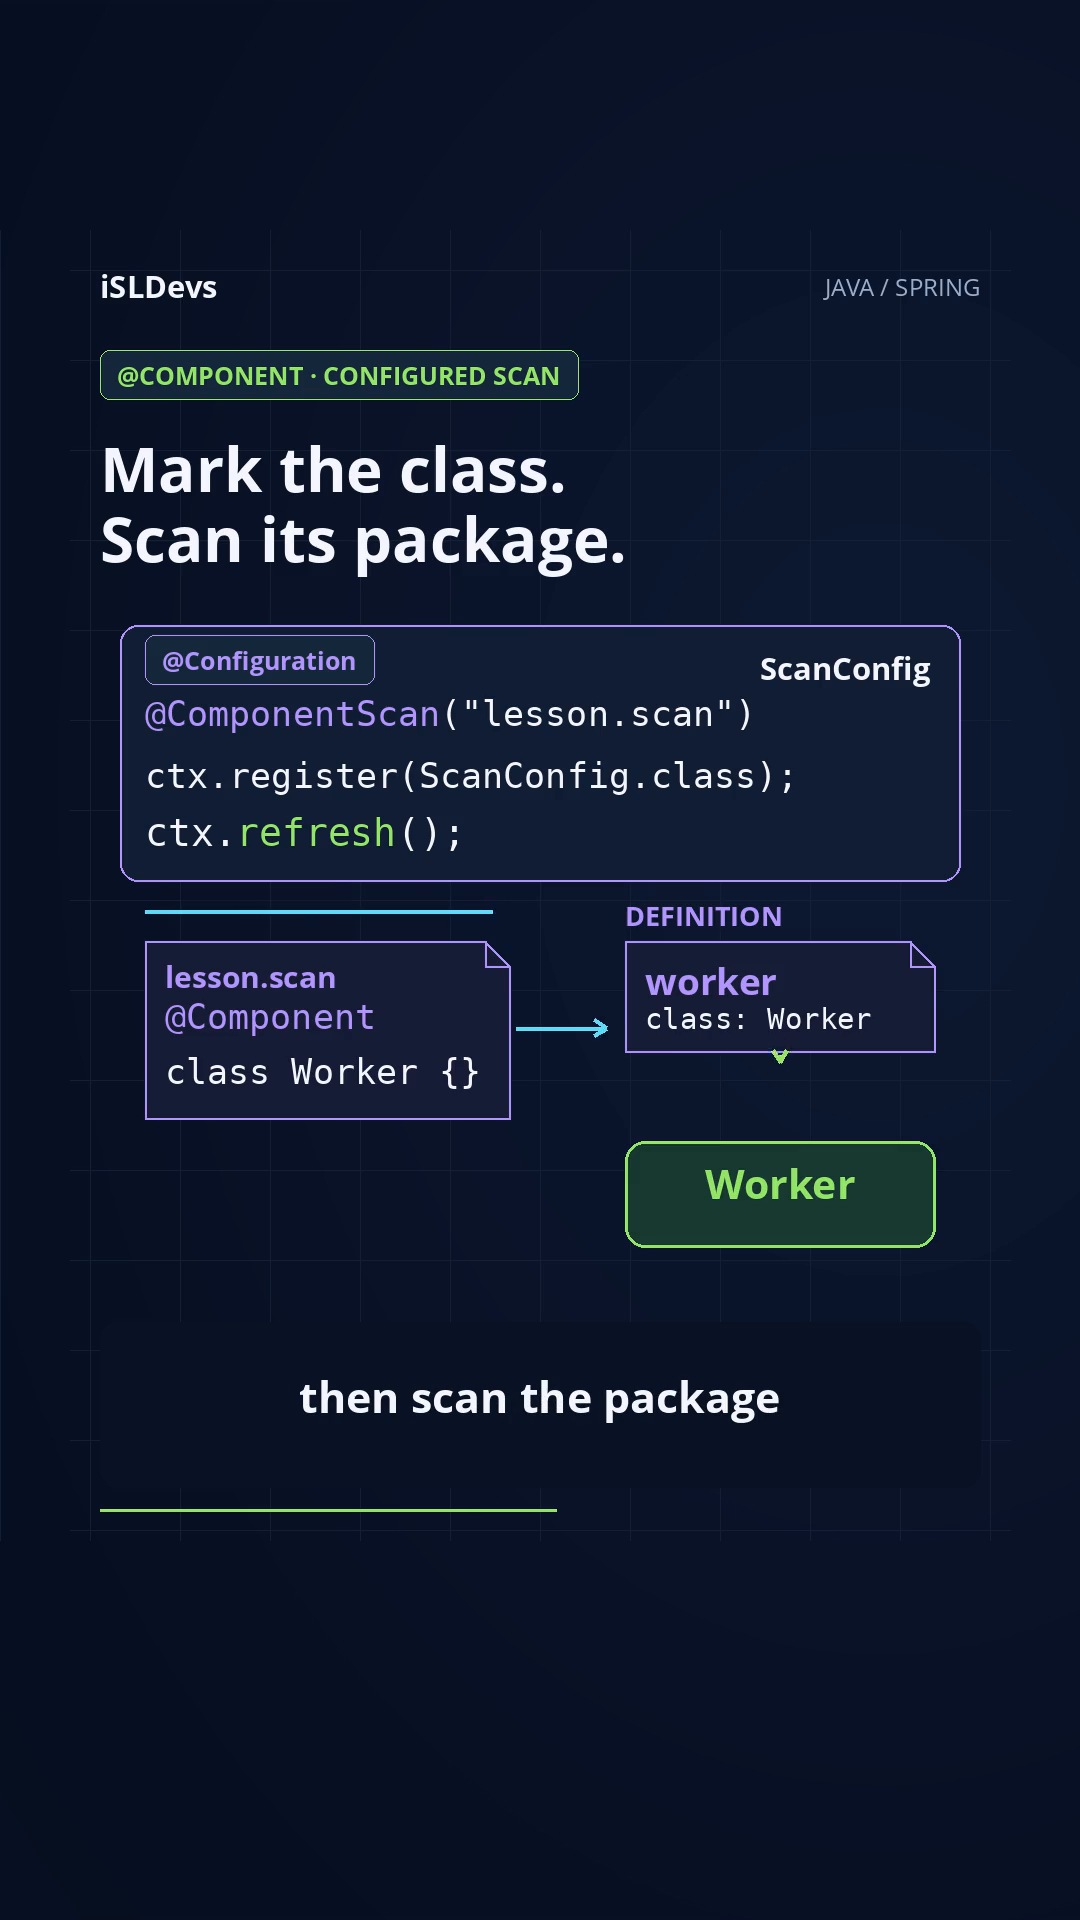 iSLDevs
JAVA / SPRING
@COMPONENT · CONFIGURED SCAN
Mark the class.
Scan its package.
@Configuration
ScanConfig
@ComponentScan("lesson.scan")
ctx.register(ScanConfig.class);
ctx.refresh();
lesson.scan
@Component
class Worker {}
DEFINITION
worker
class: Worker
Worker
then scan the package